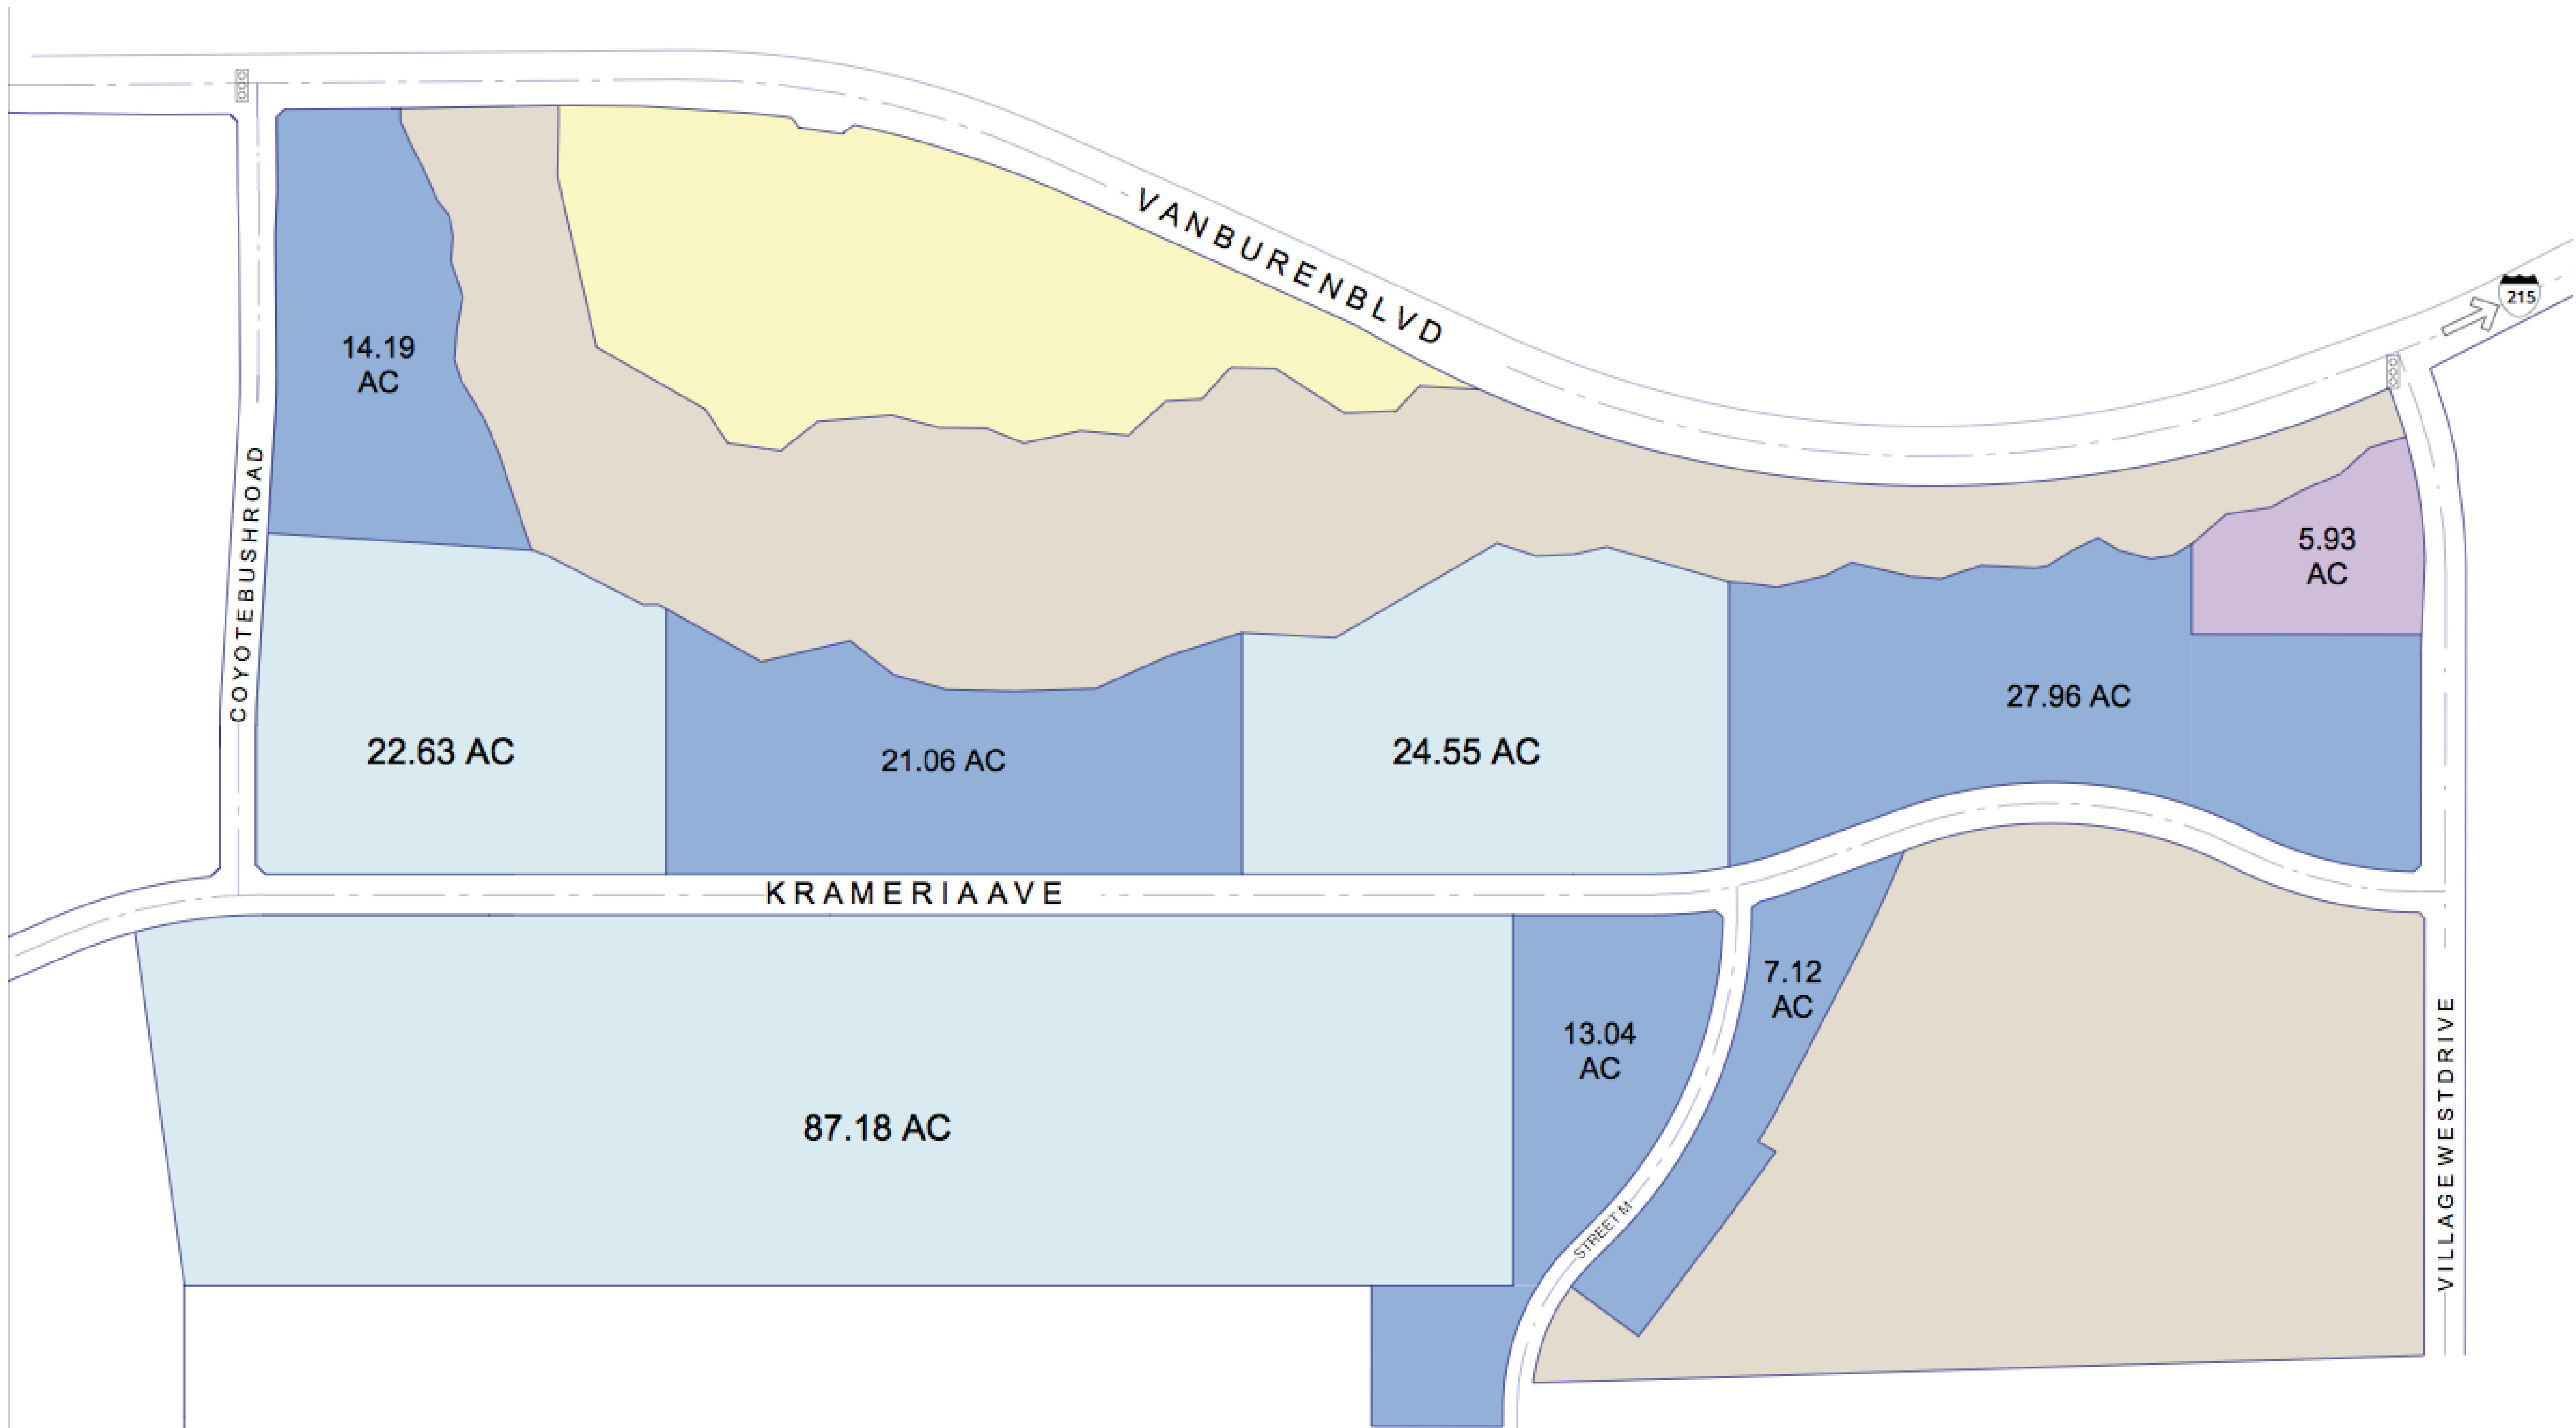 VANBURENBLVD
215
14.19
AC
5.93
AC
COYOTEBUSHROAD
27.96 AC
22.63 AC
21.06 AC
24.55 AC
KRAMERIAAVE
7.12
AC
13.04
AC
87.18 AC
STREET M
VILLAGEWESTDRIVE